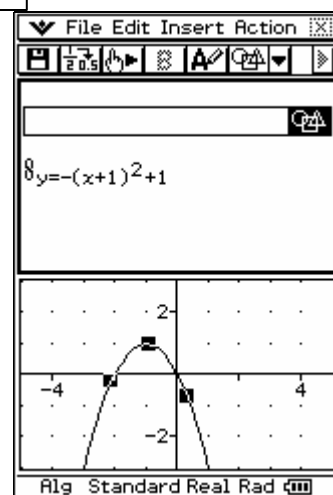 File Edit Insert Action
y=-(x+1)²+1
2
-4 4
-2
Alg Standard Real Rad